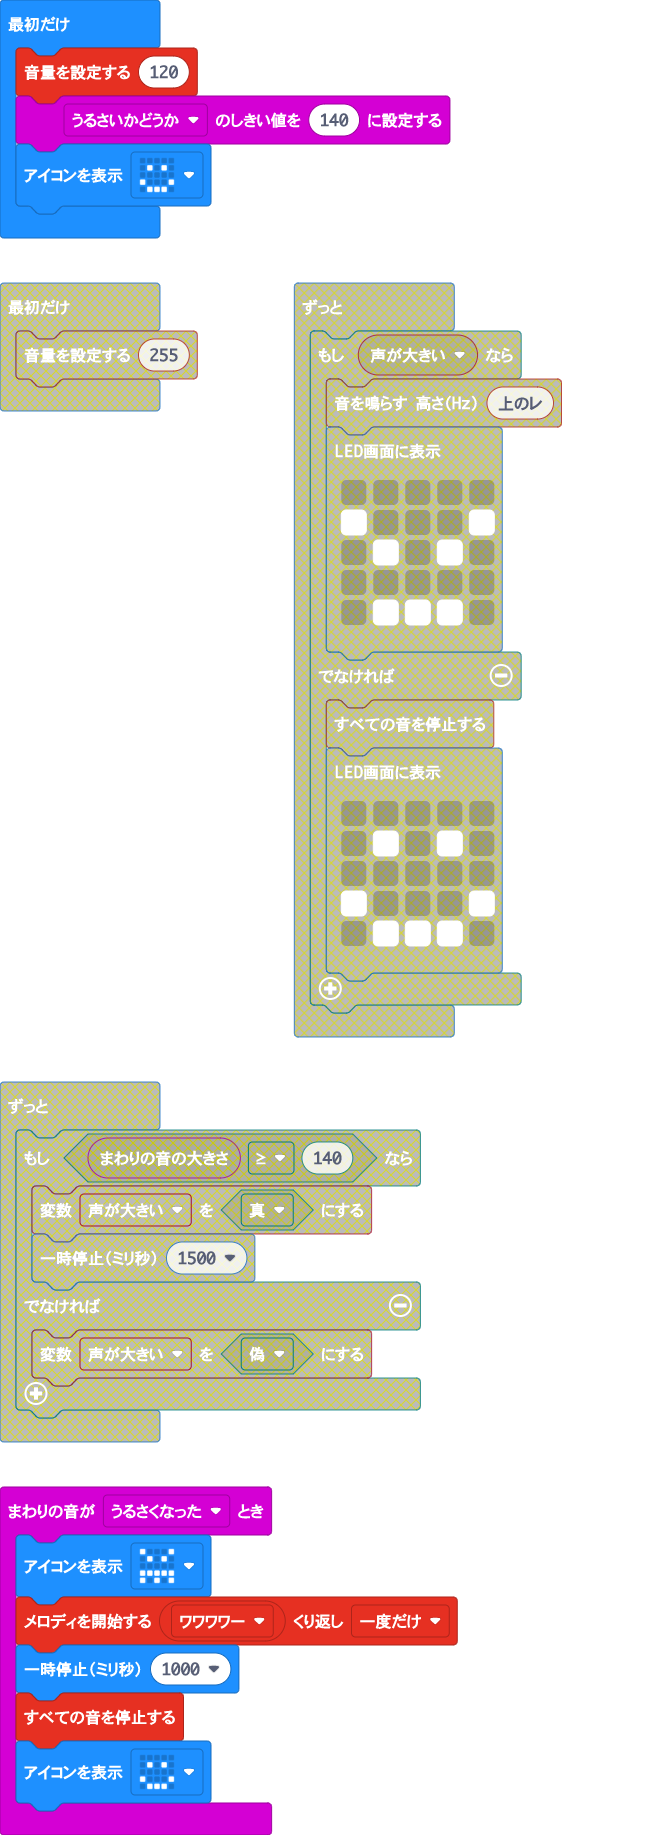 最初だけ
音量を設定する 120
うるさいかどうか のしきい値を 140 に設定する
アイコンを表示
最初だけ
音量を設定する 255
ずっと
もし 声が大きい なら
音を鳴らす 高さ(Hz) 上のレ
LED画面に表示
でなければ
すべての音を停止する
LED画面に表示
ずっと
もし まわりの音の大きさ ≥ 140 なら
変数 声が大きい を 真 にする
一時停止(ミリ秒) 1500
でなければ
変数 声が大きい を 偽 にする
まわりの音が うるさくなった とき
アイコンを表示
メロディを開始する ワワワワー くり返し 一度だけ
一時停止(ミリ秒) 1000
すべての音を停止する
アイコンを表示